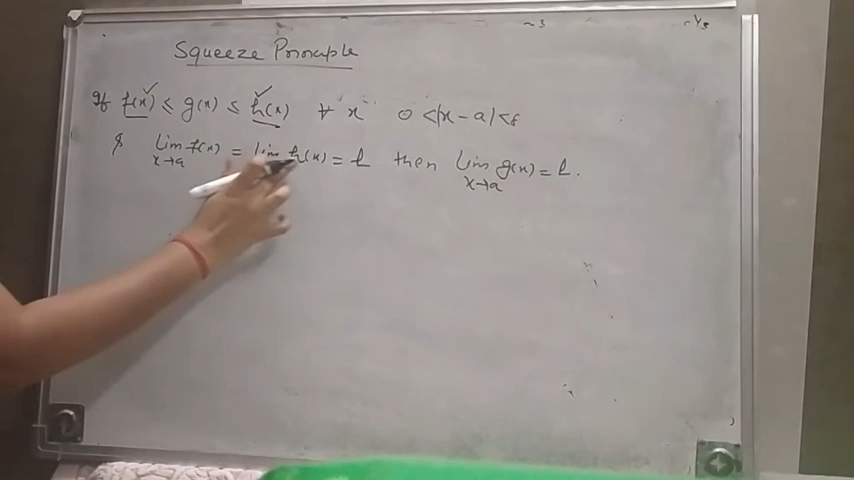 Squeeze Principle
If f(x) ≤ g(x) ≤ h(x) ∀ x 0 <|x - a| < δ
& lim x→a f(x) = lim h(x) = L then lim x→a g(x) = L.